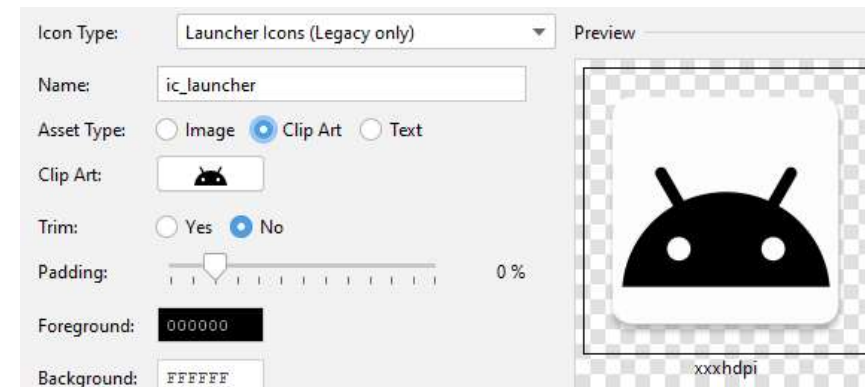 Icon Type: Launcher Icons (Legacy only) Preview
Name: ic_launcher
Asset Type: Image Clip Art Text
Clip Art:
Trim: Yes No
Padding: 0 %
Foreground: 000000
Background: FFFFFF
xxxhdpi